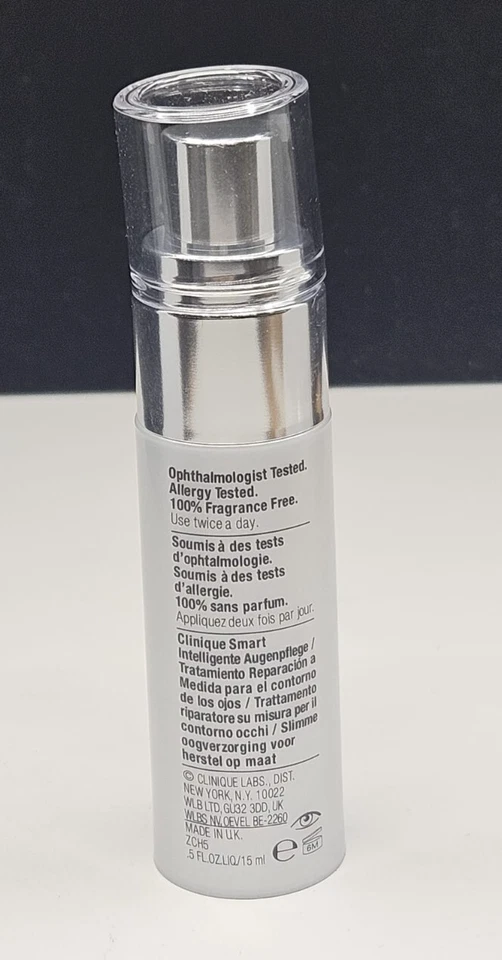 Ophthalmologist Tested.
Allergy Tested.
100% Fragrance Free.
Use twice a day.
Soumis à des tests
d'ophtalmologie.
Soumis à des tests
d'allergie.
100% sans parfum.
Appliquez deux fois par jour.
Clinique Smart
Intelligente Augenpflege /
Tratamiento Reparación a
Medida para el contorno
de los ojos / Trattamento
riparatore su misura per il
contorno occhi / Slimme
oogverzorging voor
herstel op maat
© CLINIQUE LABS., DIST.
NEW YORK, N.Y. 10022
WLB LTD, GU32 3DD, UK
WLBS NV, OEVEL BE-2260
MADE IN U.K.
ZCH5
.5 FL.OZ.LIQ/15 ml e 6M